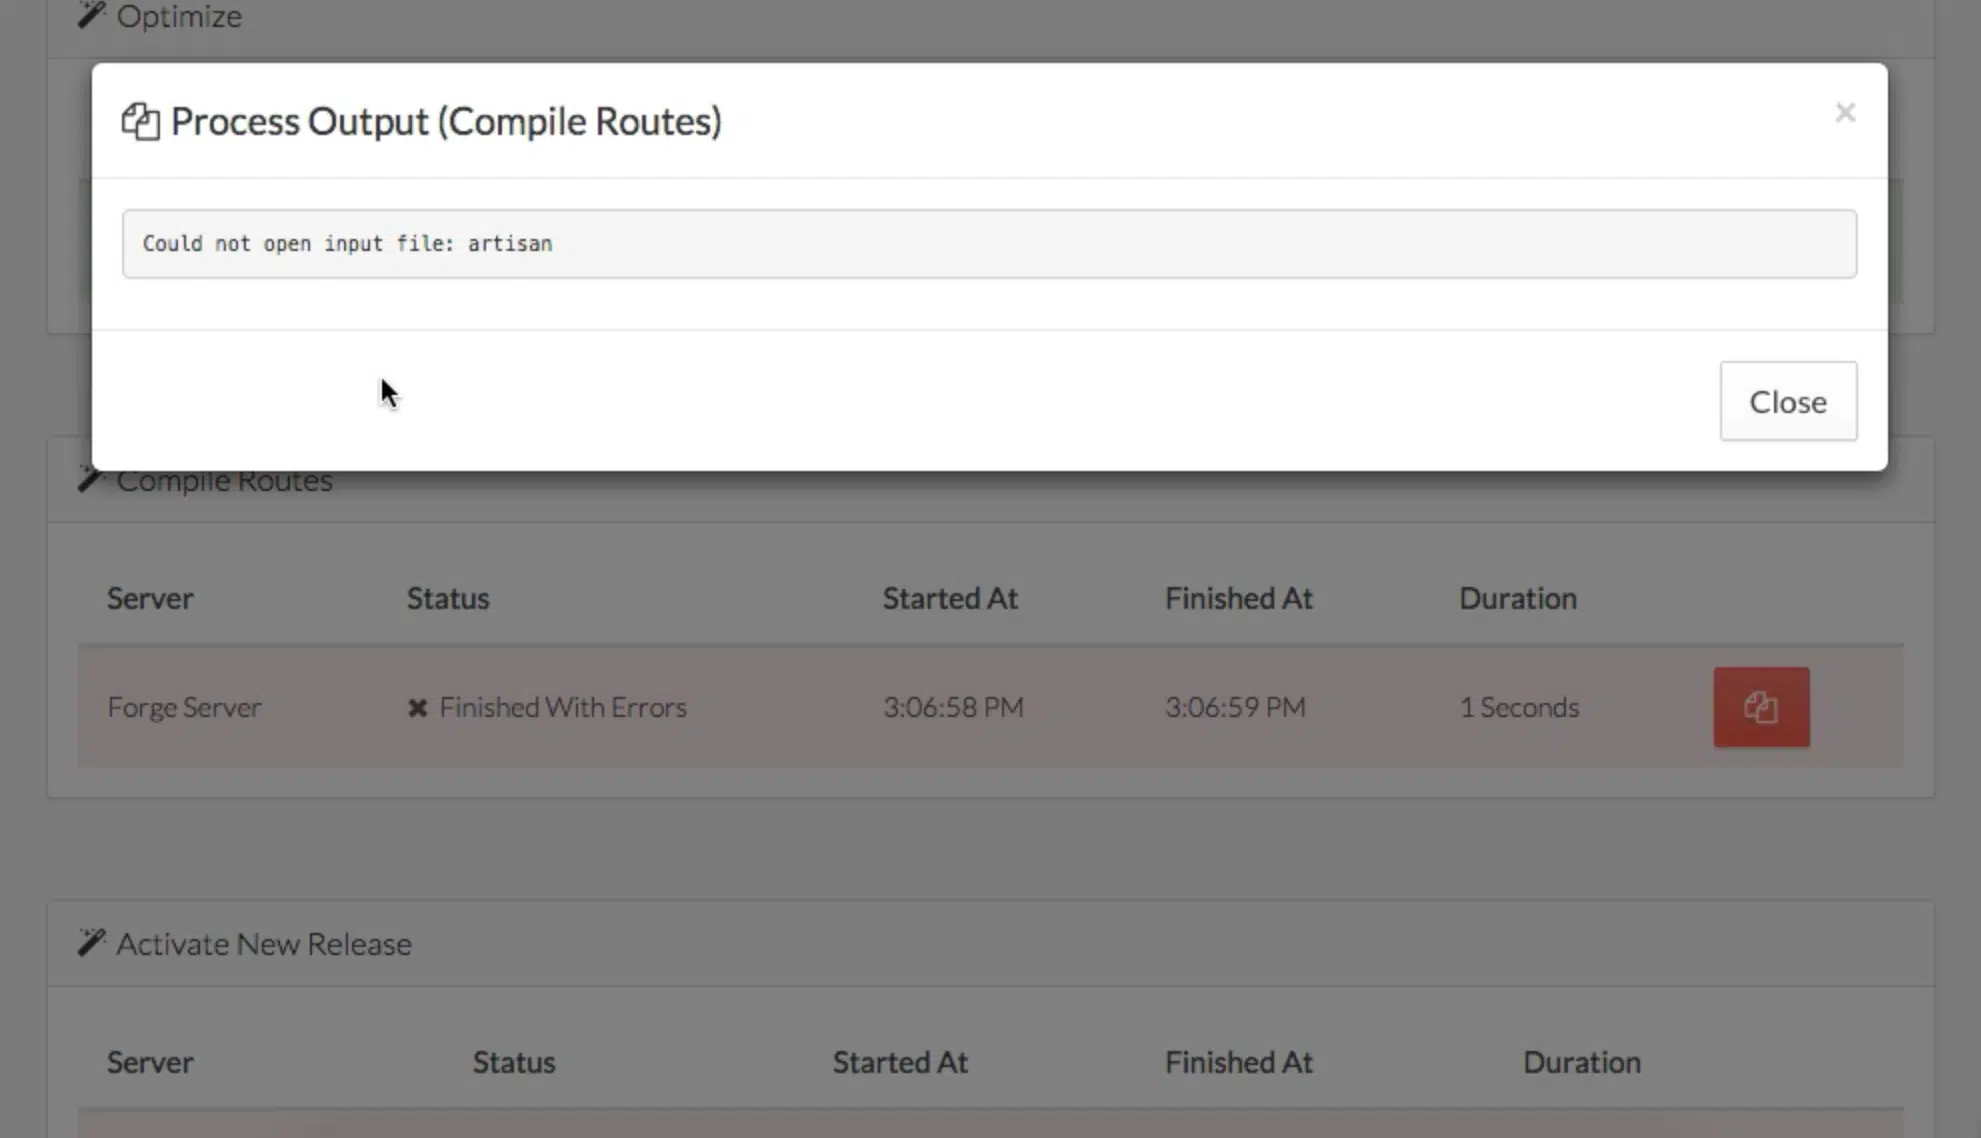 Optimize
Process Output (Compile Routes)
×
Could not open input file: artisan
Close
Compile Routes
Server Status Started At Finished At Duration
Forge Server ✖ Finished With Errors 3:06:58 PM 3:06:59 PM 1 Seconds
Activate New Release
Server Status Started At Finished At Duration